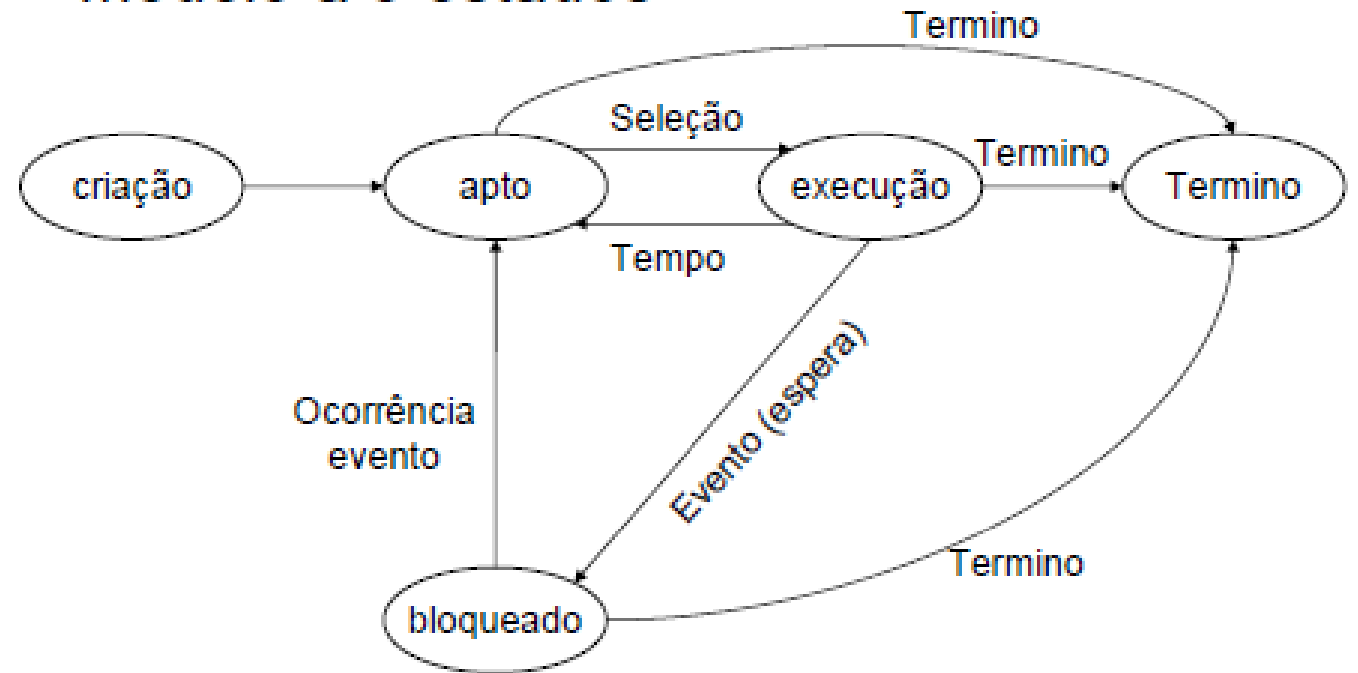 Termino
Seleção
Termino
criação
apto
execução
Termino
Tempo
Ocorrência
evento
Evento (espera)
Termino
bloqueado